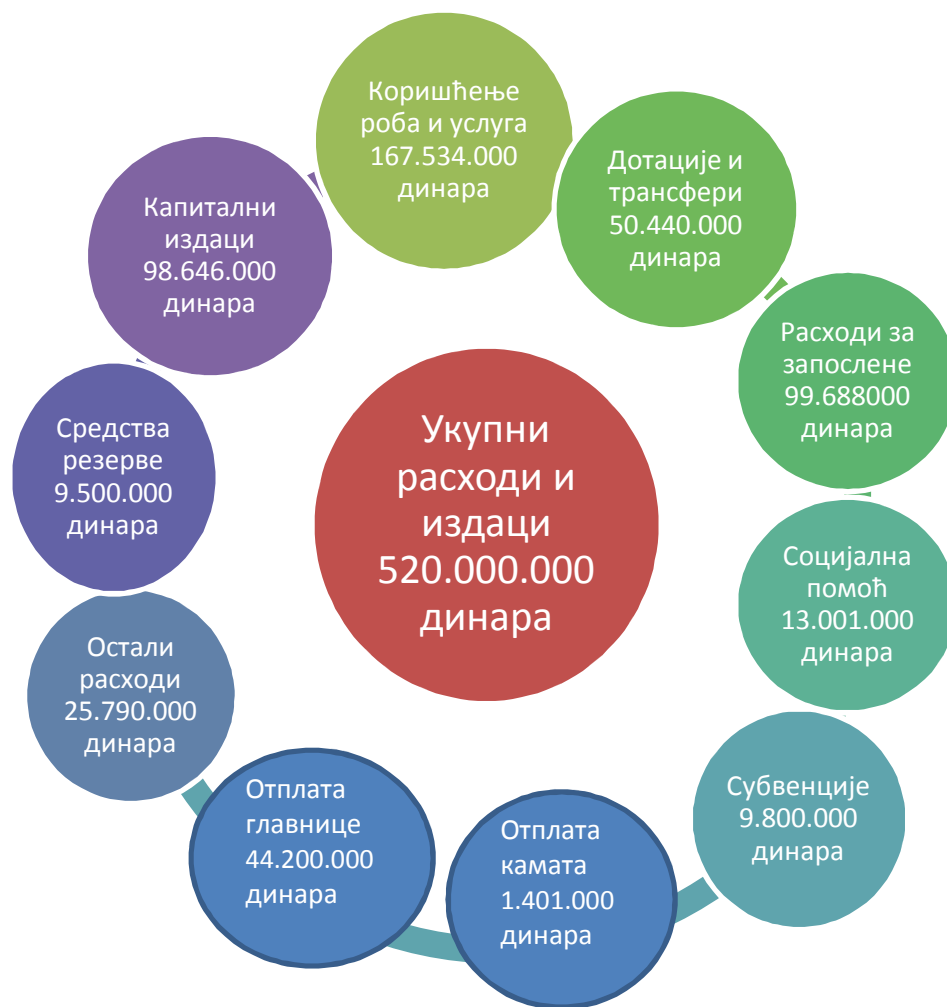 Коришћење
роба и услуга
167.534.000
динара
Дотације и
трансфери
50.440.000
динара
Расходи за
запослене
99.688000
динара
Социјална
помоћ
13.001.000
динара
Субвенције
9.800.000
динара
Отплата
камата
1.401.000
динара
Отплата
главнице
44.200.000
динара
Остали
расходи
25.790.000
динара
Средства
резерве
9.500.000
динара
Капитални
издаци
98.646.000
динара
Укупни
расходи и
издаци
520.000.000
динара